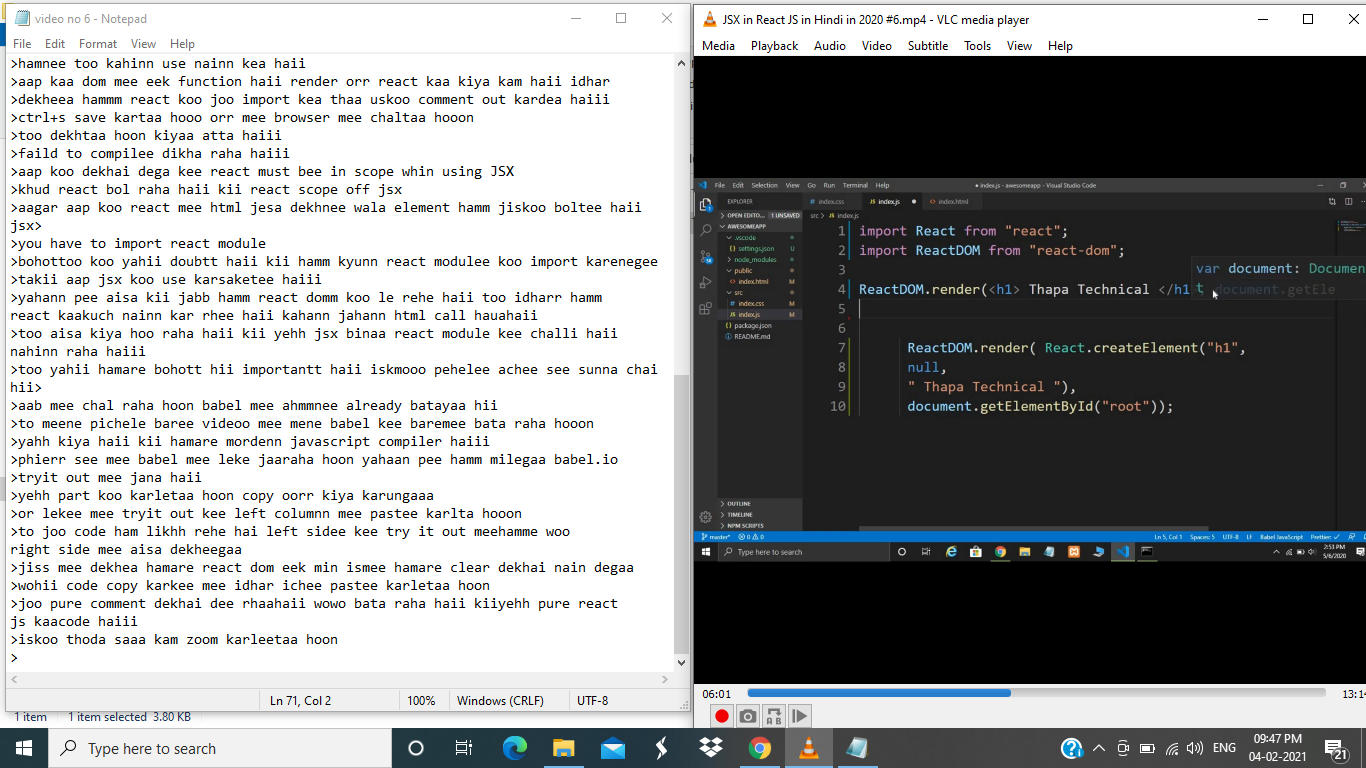 video no 6 - Notepad
File Edit Format View Help
>hamnee too kahinn use nainn kea haii
>aap kaa dom mee eek function haii render orr react kaa kiya kam haii idhar
>dekheea hammm react koo joo import kea thaa uskoo comment out kardea haiii
>ctrl+s save kartaa hooo orr mee browser mee chaltaa hooon
>too dekhtaa hoon kiyaa atta haiii
>faild to compilee dikha raha haiii
>aap koo dekhai dega kee react must bee in scope whin using JSX
>khud react bol raha haii kii react scope off jsx
>aagar aap koo react mee html jesa dekhnee wala element hamm jiskoo boltee haii
jsx>
>you have to import react module
>bohottoo koo yahii doubtt haii kii hamm kyunn react modulee koo import karenegee
>takii aap jsx koo use karsaketee haiii
>yahann pee aisa kii jabb hamm react domm koo le rehe haii too idharr hamm
react kaakuch nainn kar rhee haii kahann jahann html call hauahaii
>too aisa kiya hoo raha haii kii yehh jsx binaa react module kee challi haii
nahinn raha haiii
>too yahii hamare bohott hii importantt haii iskmooo pehelee achee see sunna chai
hii>
>aab mee chal raha hoon babel mee ahmmnee already batayaa hii
>to meene pichele baree videoo mee mene babel kee baremee bata raha hooon
>yahh kiya haii kii hamare mordenn javascript compiler haiii
>phierr see mee babel mee leke jaaraha hoon yahaan pee hamm milegaa babel.io
>tryit out mee jana haii
>yehh part koo karletaa hoon copy oorr kiya karungaaa
>or lekee mee tryit out kee left columnn mee pastee karlta hooon
>to joo code ham likhh rehe hai left sidee kee try it out meehamme woo
right side mee aisa dekheegaa
>jiss mee dekhea hamare react dom eek min ismee hamare clear dekhai nain degaa
>wohii code copy karkee mee idhar ichee pastee karletaa hoon
>joo pure comment dekhai dee rhaahaii wowo bata raha haii kiiyehh pure react
js kaacode haiii
>iskoo thoda saaa kam zoom karleetaa hoon
>
Ln 71, Col 2 100% Windows (CRLF) UTF-8
1 item 1 item selected 3.80 KB
JSX in React JS in Hindi in 2020 #6.mp4 - VLC media player
Media Playback Audio Video Subtitle Tools View Help
File Edit Selection View Go Run Terminal Help
● index.js - awesomeapp - Visual Studio Code
EXPLORER
index.css index.js index.html
OPEN EDITO... 1 UNSAVED
src > index.js
AWESOMEAPP
.vscode
settings.json U
node_modules
public
index.html M
src
index.css M
index.js M
package.json
README.md
OUTLINE
TIMELINE
NPM SCRIPTS
1 import React from "react";
2 import ReactDOM from "react-dom";
3
var document: Documen
4 ReactDOM.render(<h1> Thapa Technical </h1 t document.getEle
5
6
7 ReactDOM.render( React.createElement("h1",
8 null,
9 " Thapa Technical "),
10 document.getElementById("root"));
master* 0 0 Ln 5, Col 1 Spaces: 5 UTF-8 LF Babel JavaScript Prettier: ✓
Type here to search
2:53 PM
5/6/2020
06:01 13:14
Type here to search
ENG
09:47 PM
04-02-2021
21